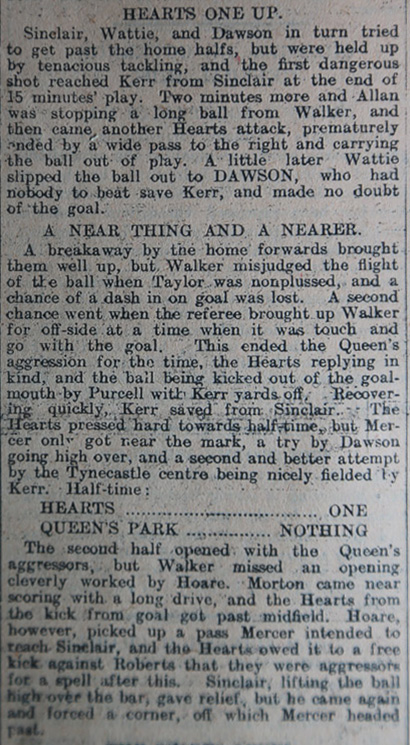 HEARTS ONE UP.
Sinclair, Wattie, and Dawson in turn tried
to get past the home halfs, but were held up
by tenacious tackling, and the first dangerous
shot reached Kerr from Sinclair at the end of
15 minutes' play. Two minutes more and Allan
was stopping a long ball from Walker, and
then came another Hearts attack, prematurely
ended by a wide pass to the right and carrying
the ball out of play. A little later Wattie
slipped the ball out to DAWSON, who had
nobody to beat save Kerr, and made no doubt
of the goal.
A NEAR THING AND A NEARER.
A breakaway by the home forwards brought
them well up, but Walker misjudged the flight
of the ball when Taylor was nonplussed, and a
chance of a dash in on goal was lost. A second
chance went when the referee brought up Walker
for off-side at a time when it was touch and
go with the goal. This ended the Queen's
aggression for the time, the Hearts replying in
kind, and the ball being kicked out of the goal-
mouth by Purcell with Kerr yards off. Recover-
ing quickly, Kerr saved from Sinclair. The
Hearts pressed hard towards half-time, but Mer-
cer only got near the mark, a try by Dawson
going high over, and a second and better attempt
by the Tynecastle centre being nicely fielded by
Kerr. Half-time:
HEARTS ................................. ONE
QUEEN'S PARK .............. NOTHING
The second half opened with the Queen's
aggressors, but Walker missed an opening
cleverly worked by Hoare. Morton came near
scoring with a long drive, and the Hearts from
the kick from goal got past midfield. Hoare,
however, picked up a pass Mercer intended to
reach Sinclair, and the Hearts owed it to a free
kick against Roberts that they were aggressors
for a spell after this. Sinclair, lifting the ball
high over the bar, gave relief, but he came again
and forced a corner, off which Mercer headed
past.